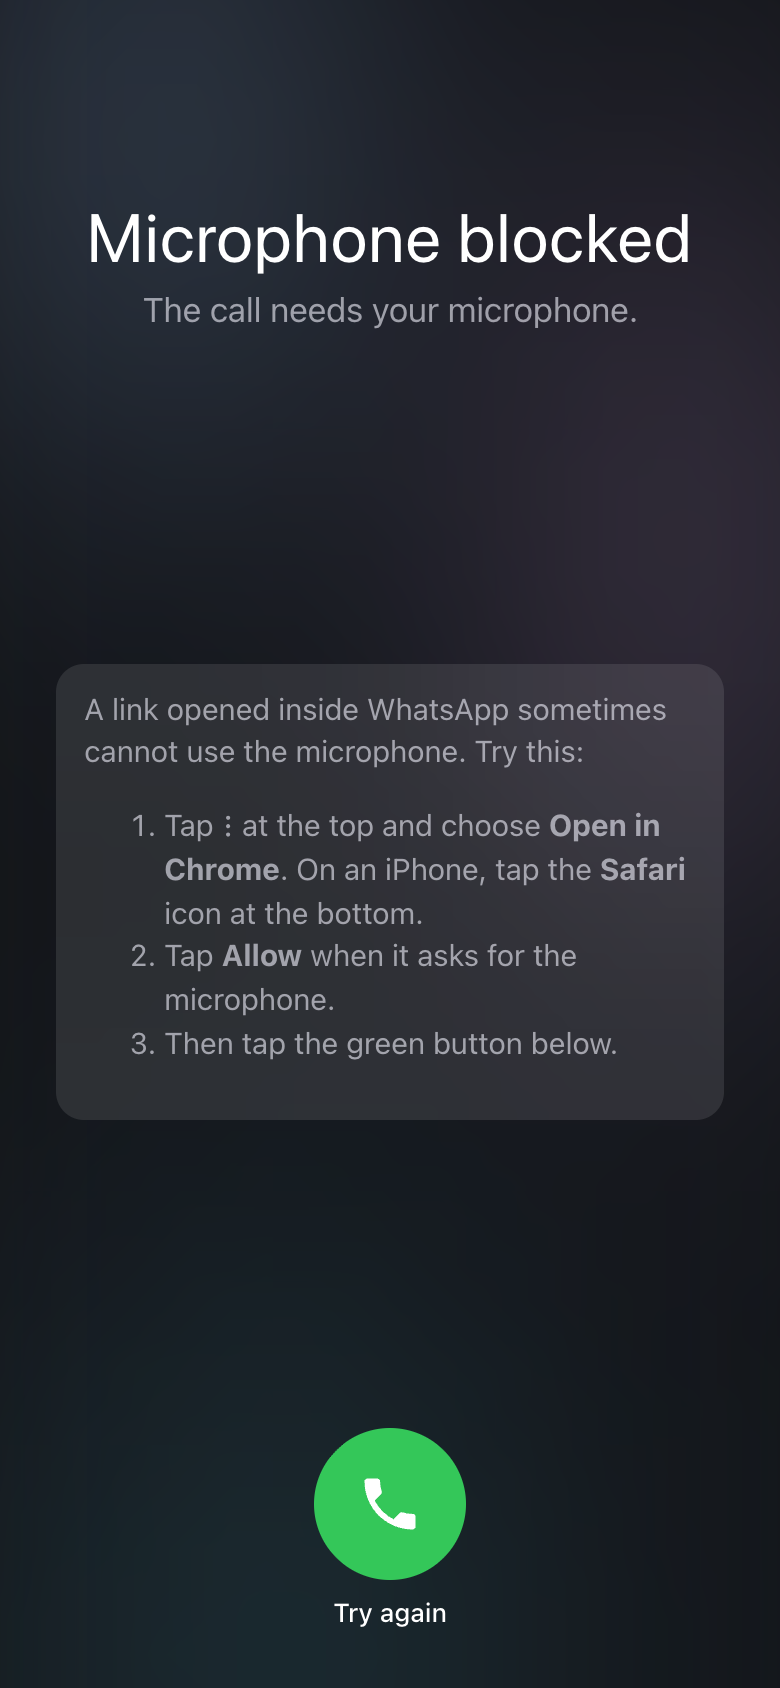 Microphone blocked
The call needs your microphone.
A link opened inside WhatsApp sometimes
cannot use the microphone. Try this:
1. Tap ⋮ at the top and choose Open in
Chrome. On an iPhone, tap the Safari
icon at the bottom.
2. Tap Allow when it asks for the
microphone.
3. Then tap the green button below.
Try again